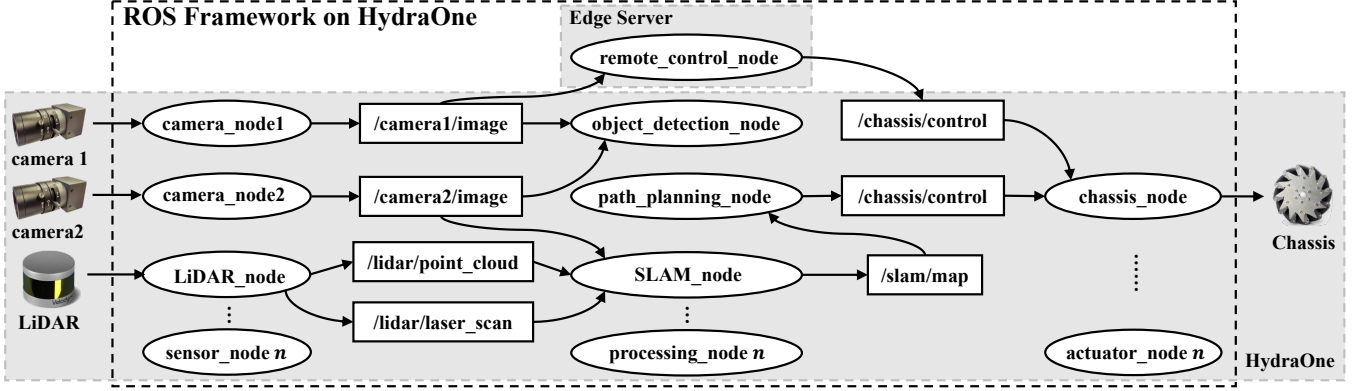 ROS Framework on HydraOne
Edge Server
remote_control_node
camera 1
camera_node1
/camera1/image
object_detection_node
/chassis/control
camera2
camera_node2
/camera2/image
path_planning_node
/chassis/control
chassis_node
Chassis
LiDAR
LiDAR_node
/lidar/point_cloud
/lidar/laser_scan
SLAM_node
/slam/map
sensor_node n
processing_node n
actuator_node n
HydraOne